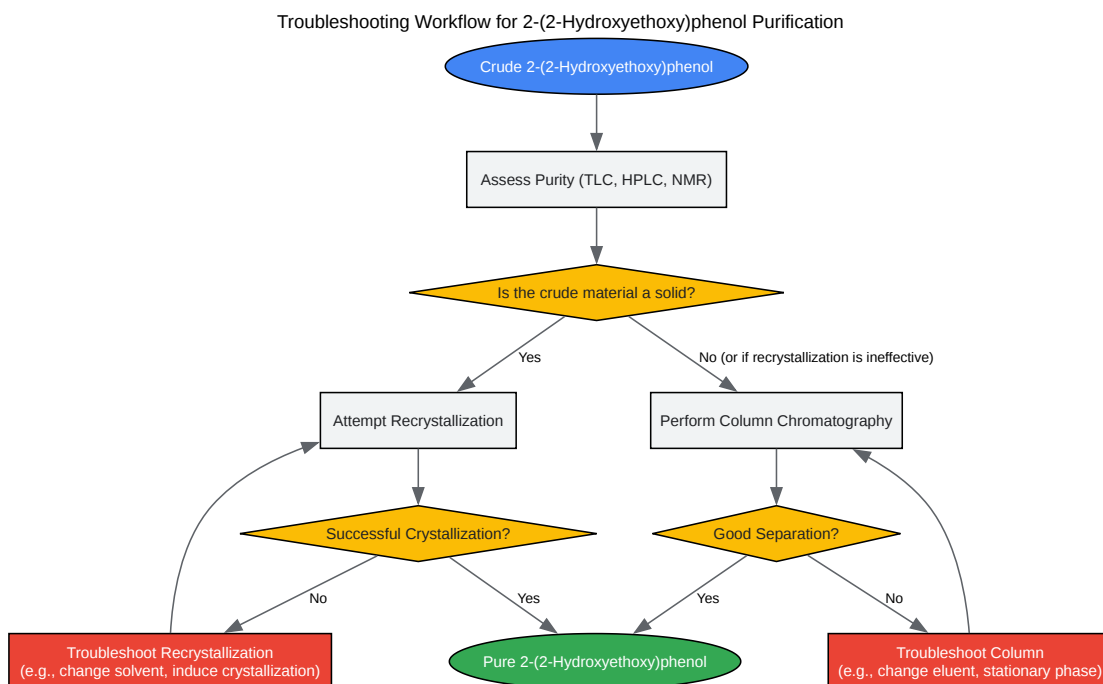 Troubleshooting Workflow for 2-(2-Hydroxyethoxy)phenol Purification
Crude 2-(2-Hydroxyethoxy)phenol
Assess Purity (TLC, HPLC, NMR)
Is the crude material a solid?
Yes
No (or if recrystallization is ineffective)
Attempt Recrystallization
Perform Column Chromatography
Successful Crystallization?
Good Separation?
No
Yes
Yes
No
Troubleshoot Recrystallization
(e.g., change solvent, induce crystallization)
Pure 2-(2-Hydroxyethoxy)phenol
Troubleshoot Column
(e.g., change eluent, stationary phase)